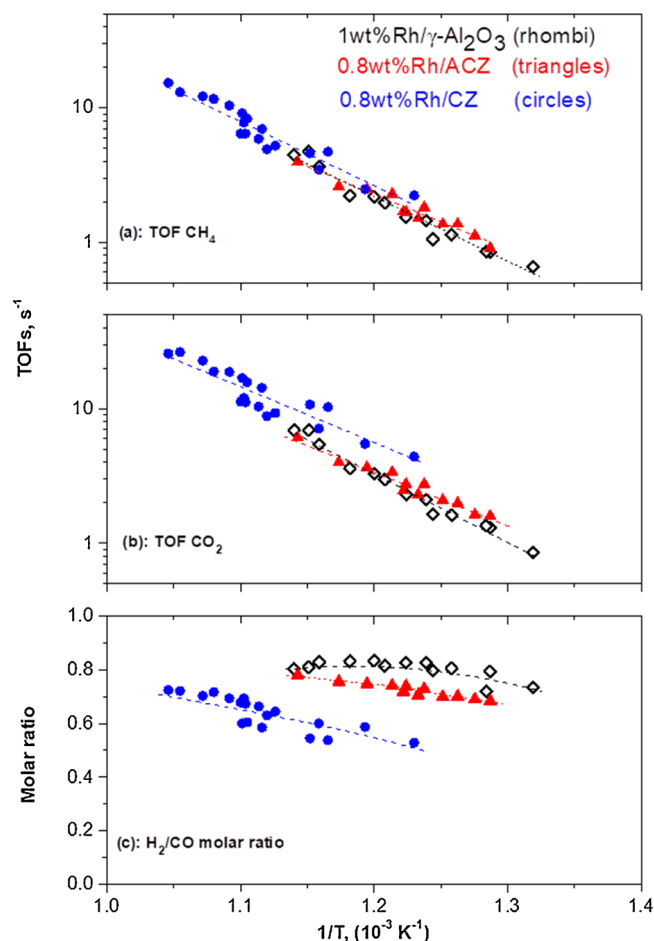 1wt%Rh/γ-Al₂O₃ (rhombi)
0.8wt%Rh/ACZ (triangles)
0.8wt%Rh/CZ (circles)
10
1
(a): TOF CH₄
TOFs, s⁻¹
10
1
(b): TOF CO₂
1.0
0.8
0.6
0.4
0.2
0.0
Molar ratio
(c): H₂/CO molar ratio
1.0 1.1 1.2 1.3 1.4
1/T, (10⁻³ K⁻¹)